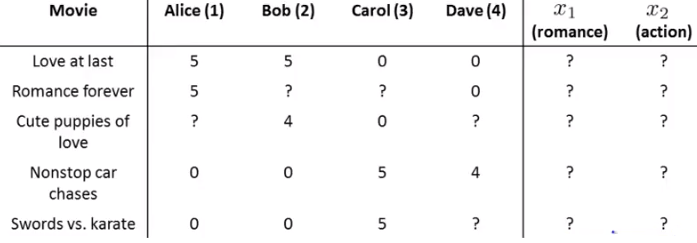 Movie Alice (1) Bob (2) Carol (3) Dave (4) x₁ x₂
(romance) (action)
Love at last 5 5 0 0 ? ?
Romance forever 5 ? ? 0 ? ?
Cute puppies of ? 4 0 ? ? ?
love
Nonstop car 0 0 5 4 ? ?
chases
Swords vs. karate 0 0 5 ? ? ?